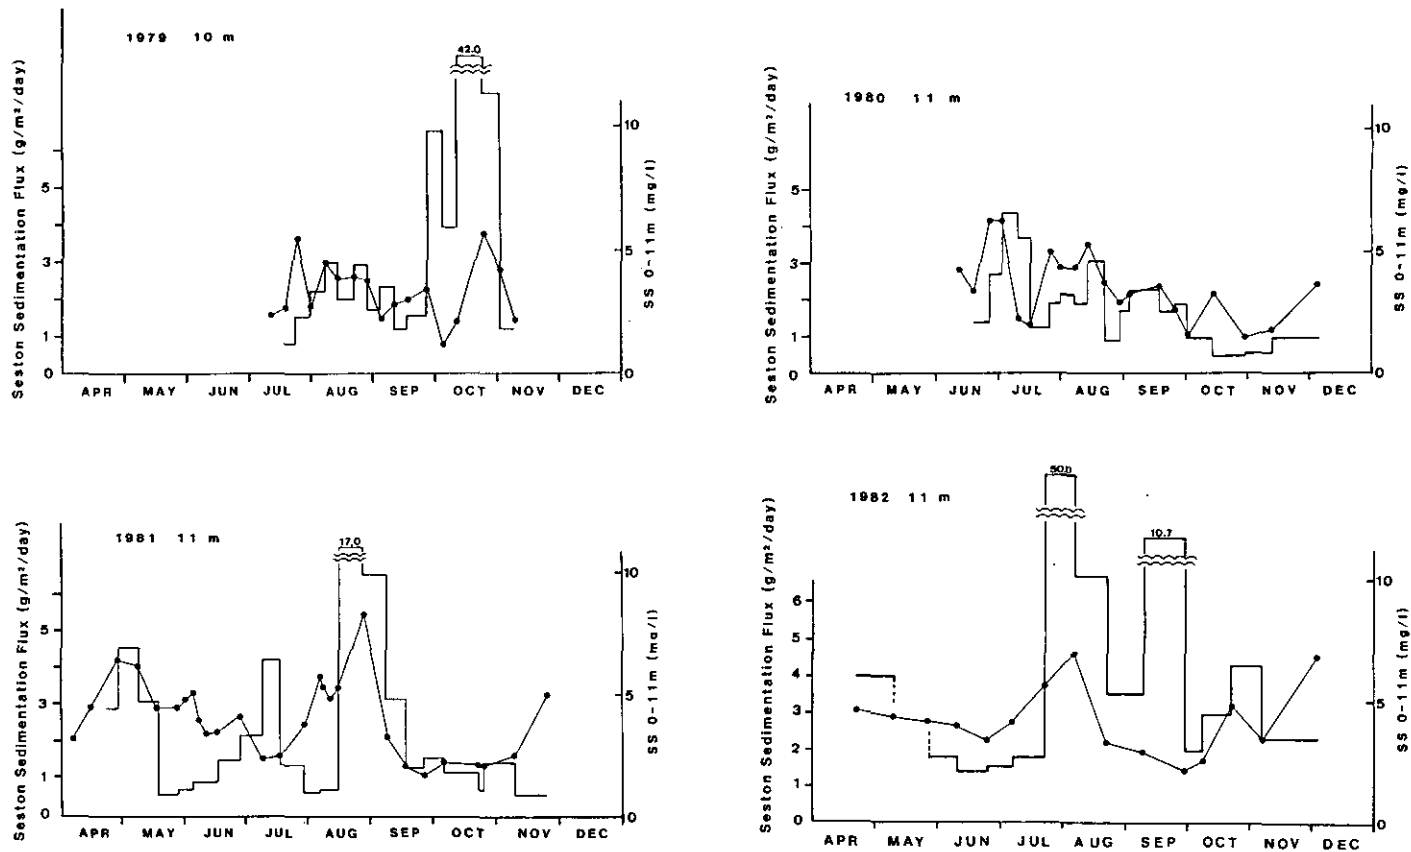 1979 10 m
42.0
Seston Sedimentation Flux (g/m²/day)
5
3
1
0
10
5
0
SS 0-11m (mg/l)
APR MAY JUN JUL AUG SEP OCT NOV DEC
1980 11 m
Seston Sedimentation Flux (g/m²/day)
5
3
1
0
10
5
0
SS 0-11m (mg/l)
APR MAY JUN JUL AUG SEP OCT NOV DEC
1981 11 m
17.0
Seston Sedimentation Flux (g/m²/day)
5
3
1
0
10
5
0
SS 0-11m (mg/l)
APR MAY JUN JUL AUG SEP OCT NOV DEC
1982 11 m
50.0
10.7
Seston Sedimentation Flux (g/m²/day)
6
5
4
3
2
1
0
10
5
0
SS 0-11m (mg/l)
APR MAY JUN JUL AUG SEP OCT NOV DEC